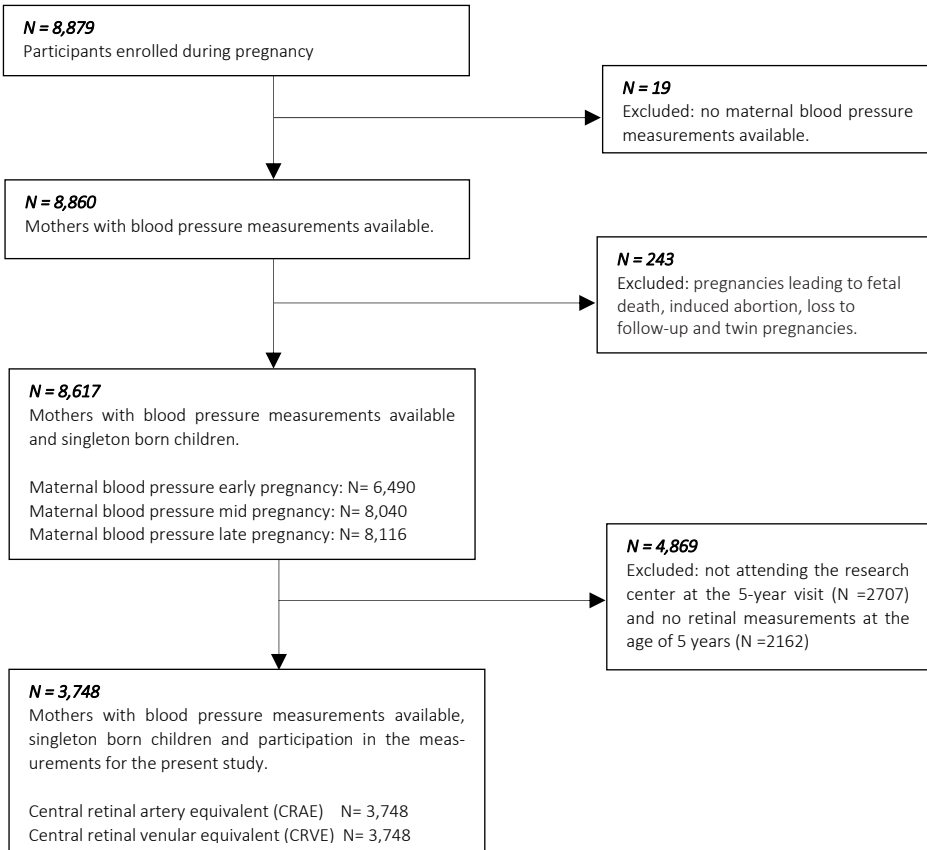 N = 8,879
Participants enrolled during pregnancy
N = 19
Excluded: no maternal blood pressure
measurements available.
N = 8,860
Mothers with blood pressure measurements available.
N = 243
Excluded: pregnancies leading to fetal
death, induced abortion, loss to
follow-up and twin pregnancies.
N = 8,617
Mothers with blood pressure measurements available
and singleton born children.
Maternal blood pressure early pregnancy: N= 6,490
Maternal blood pressure mid pregnancy: N= 8,040
Maternal blood pressure late pregnancy: N= 8,116
N = 4,869
Excluded: not attending the research
center at the 5-year visit (N =2707)
and no retinal measurements at the
age of 5 years (N =2162)
N = 3,748
Mothers with blood pressure measurements available,
singleton born children and participation in the meas-
urements for the present study.
Central retinal artery equivalent (CRAE) N= 3,748
Central retinal venular equivalent (CRVE) N= 3,748